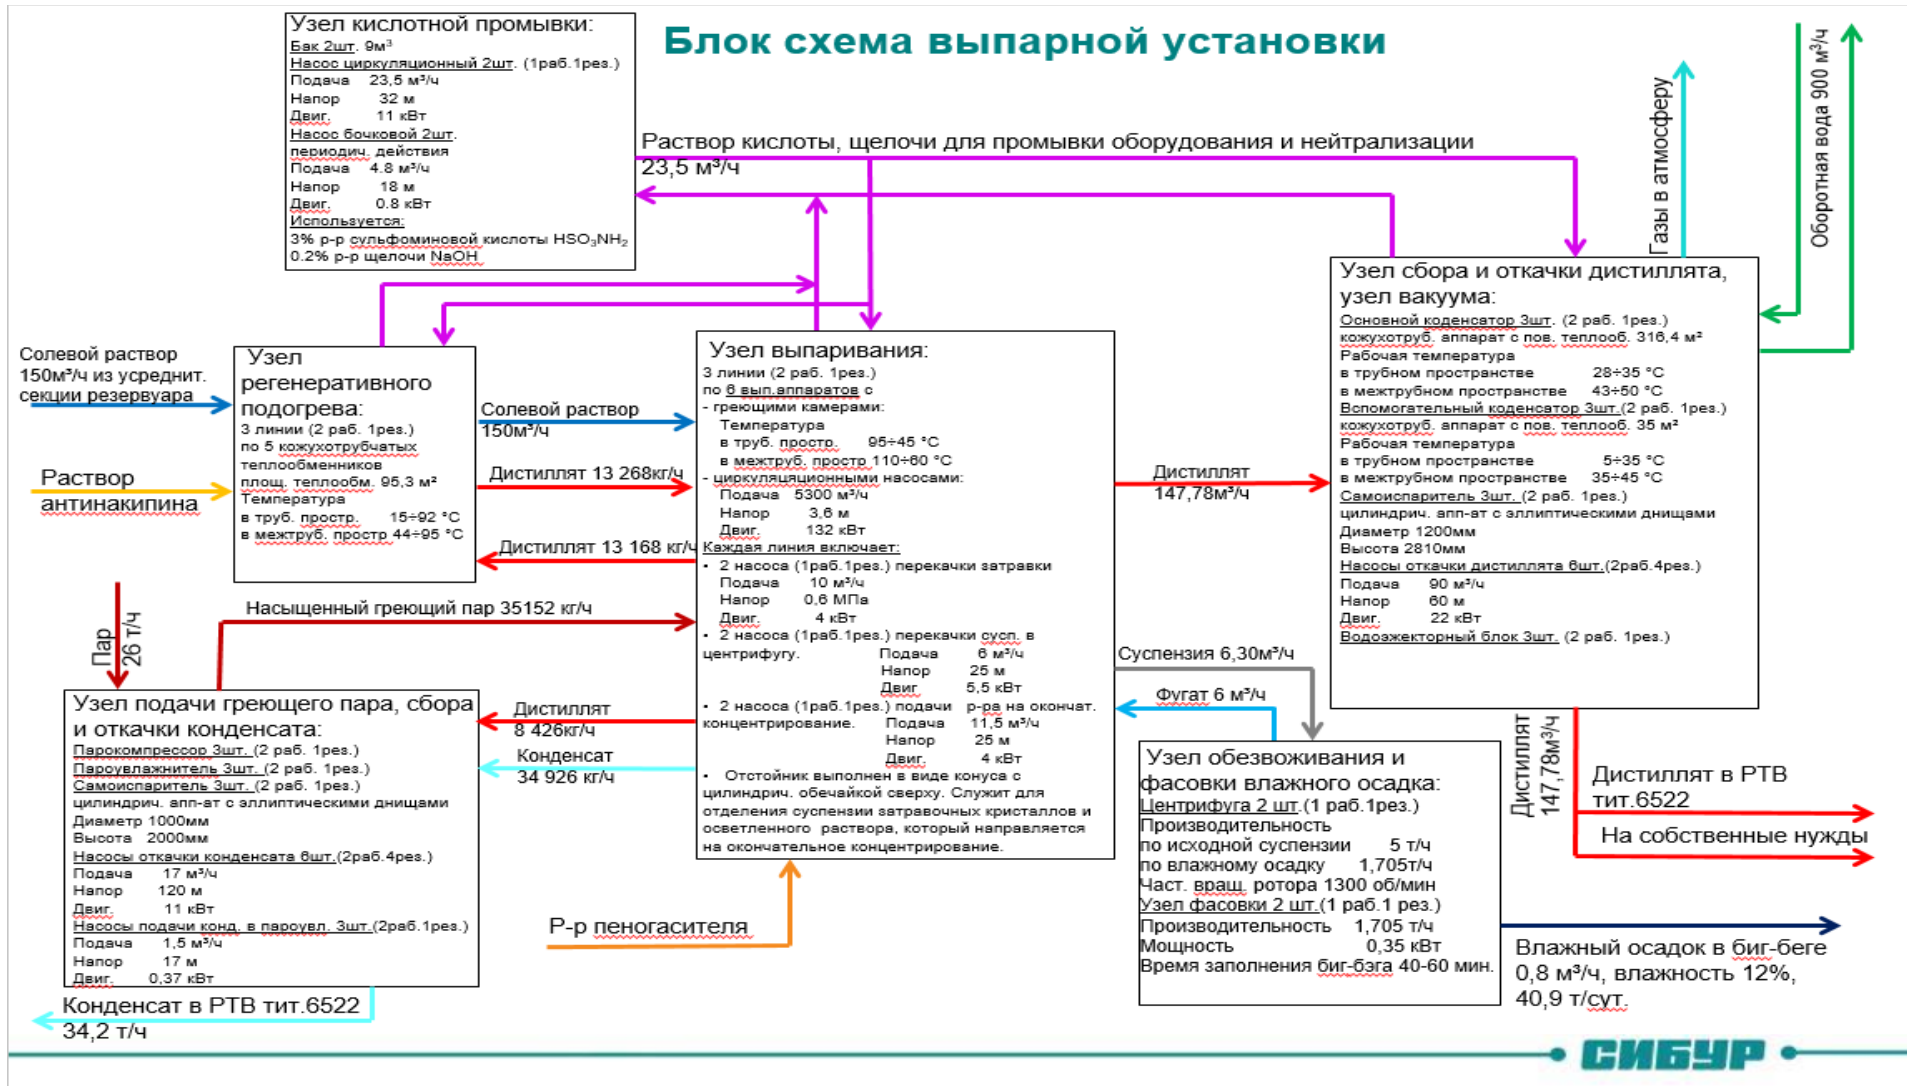 Блок схема выпарной установки
Узел кислотной промывки:
Бак 2шт. 9м³
Насос циркуляционный 2шт. (1раб.1рез.)
Подача 23,5 м³/ч
Напор 32 м
Двиг. 11 кВт
Насос бочковой 2шт.
периодич. действия
Подача 4.8 м³/ч
Напор 18 м
Двиг. 0.8 кВт
Используется:
3% р-р сульфоминовой кислоты HSO₃NH₂
0.2% р-р щелочи NaOH
Раствор кислоты, щелочи для промывки оборудования и нейтрализации
23,5 м³/ч
Газы в атмосферу
Оборотная вода 900 м³/ч
Солевой раствор
150м³/ч из усреднит.
секции резервуара
Раствор
антинакипина
Узел
регенеративного
подогрева:
3 линии (2 раб. 1рез.)
по 5 кожухотрубчатых
теплообменников
площ. теплообм. 95,3 м²
Температура
в труб. простр. 15÷92 °C
в межтруб. простр 44÷95 °C
Солевой раствор
150м³/ч
Дистиллят 13 268кг/ч
Дистиллят 13 168 кг/ч
Насыщенный греющий пар 35152 кг/ч
Пар
26 т/ч
Узел выпаривания:
3 линии (2 раб. 1рез.)
по 6 вып.аппаратов с
- греющими камерами:
Температура
в труб. простр. 95÷45 °C
в межтруб. простр 110÷60 °C
- циркуляцяционными насосами:
Подача 5300 м³/ч
Напор 3,6 м
Двиг. 132 кВт
Каждая линия включает:
• 2 насоса (1раб.1рез.) перекачки затравки
Подача 10 м³/ч
Напор 0,6 МПа
Двиг. 4 кВт
• 2 насоса (1раб.1рез.) перекачки сусп. в
центрифугу. Подача 6 м³/ч
Напор 25 м
Двиг 5,5 кВт
• 2 насоса (1раб.1рез.) подачи р-ра на окончат.
концентрирование. Подача 11,5 м³/ч
Напор 25 м
Двиг. 4 кВт
• Отстойник выполнен в виде конуса с
цилиндрич. обечайкой сверху. Служит для
отделения суспензии затравочных кристаллов и
осветленного раствора, который направляется
на окончательное концентрирование.
Дистиллят
147,78м³/ч
Узел сбора и откачки дистиллята,
узел вакуума:
Основной коденсатор 3шт. (2 раб. 1рез.)
кожухотруб. аппарат с пов. теплооб. 316,4 м²
Рабочая температура
в трубном пространстве 28÷35 °C
в межтрубном пространстве 43÷50 °C
Вспомогательный коденсатор 3шт.(2 раб. 1рез.)
кожухотруб. аппарат с пов. теплооб. 35 м²
Рабочая температура
в трубном пространстве 5÷35 °C
в межтрубном пространстве 35÷45 °C
Самоиспаритель 3шт. (2 раб. 1рез.)
цилиндрич. апп-ат с эллиптическими днищами
Диаметр 1200мм
Высота 2810мм
Насосы откачки дистиллята 6шт.(2раб.4рез.)
Подача 90 м³/ч
Напор 60 м
Двиг. 22 кВт
Водоэжекторный блок 3шт. (2 раб. 1рез.)
Узел подачи греющего пара, сбора
и откачки конденсата:
Парокомпрессор 3шт. (2 раб. 1рез.)
Пароувлажнитель 3шт. (2 раб. 1рез.)
Самоиспаритель 3шт. (2 раб. 1рез.)
цилиндрич. апп-ат с эллиптическими днищами
Диаметр 1000мм
Высота 2000мм
Насосы откачки конденсата 6шт.(2раб.4рез.)
Подача 17 м³/ч
Напор 120 м
Двиг. 11 кВт
Насосы подачи конд. в пароувл. 3шт.(2раб.1рез.)
Подача 1,5 м³/ч
Напор 17 м
Двиг. 0,37 кВт
Дистиллят
8 426кг/ч
Конденсат
34 926 кг/ч
Р-р пеногасителя
Конденсат в РТВ тит.6522
34,2 т/ч
Суспензия 6,30м³/ч
Фугат 6 м³/ч
Узел обезвоживания и
фасовки влажного осадка:
Центрифуга 2 шт.(1 раб.1рез.)
Производительность
по исходной суспензии 5 т/ч
по влажному осадку 1,705т/ч
Част. вращ. ротора 1300 об/мин
Узел фасовки 2 шт.(1 раб.1 рез.)
Производительность 1,705 т/ч
Мощность 0,35 кВт
Время заполнения биг-бэга 40-60 мин.
Дистиллят
147,78м³/ч
Дистиллят в РТВ
тит.6522
На собственные нужды
Влажный осадок в биг-беге
0,8 м³/ч, влажность 12%,
40,9 т/сут.
СИБУР